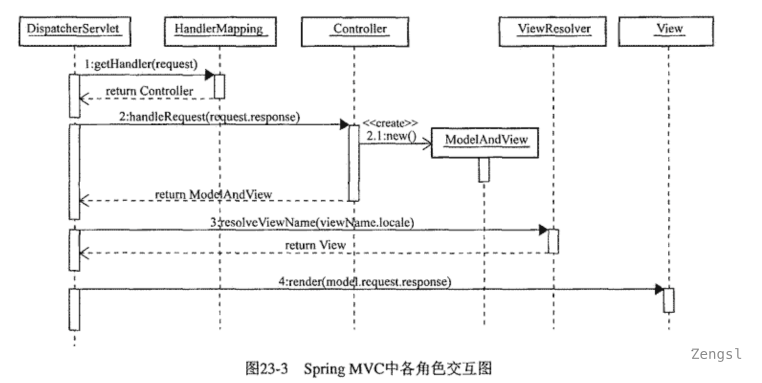 DispatcherServlet
HandlerMapping
Controller
ViewResolver
View
1:getHandler(request)
return Controller
2:handleRequest(request.response)
<<create>>
2.1:new()
ModelAndView
return ModelAndView
3:resolveViewName(viewName.locale)
return View
4:render(model.request.response)
Zengsl
图23-3 Spring MVC中各角色交互图